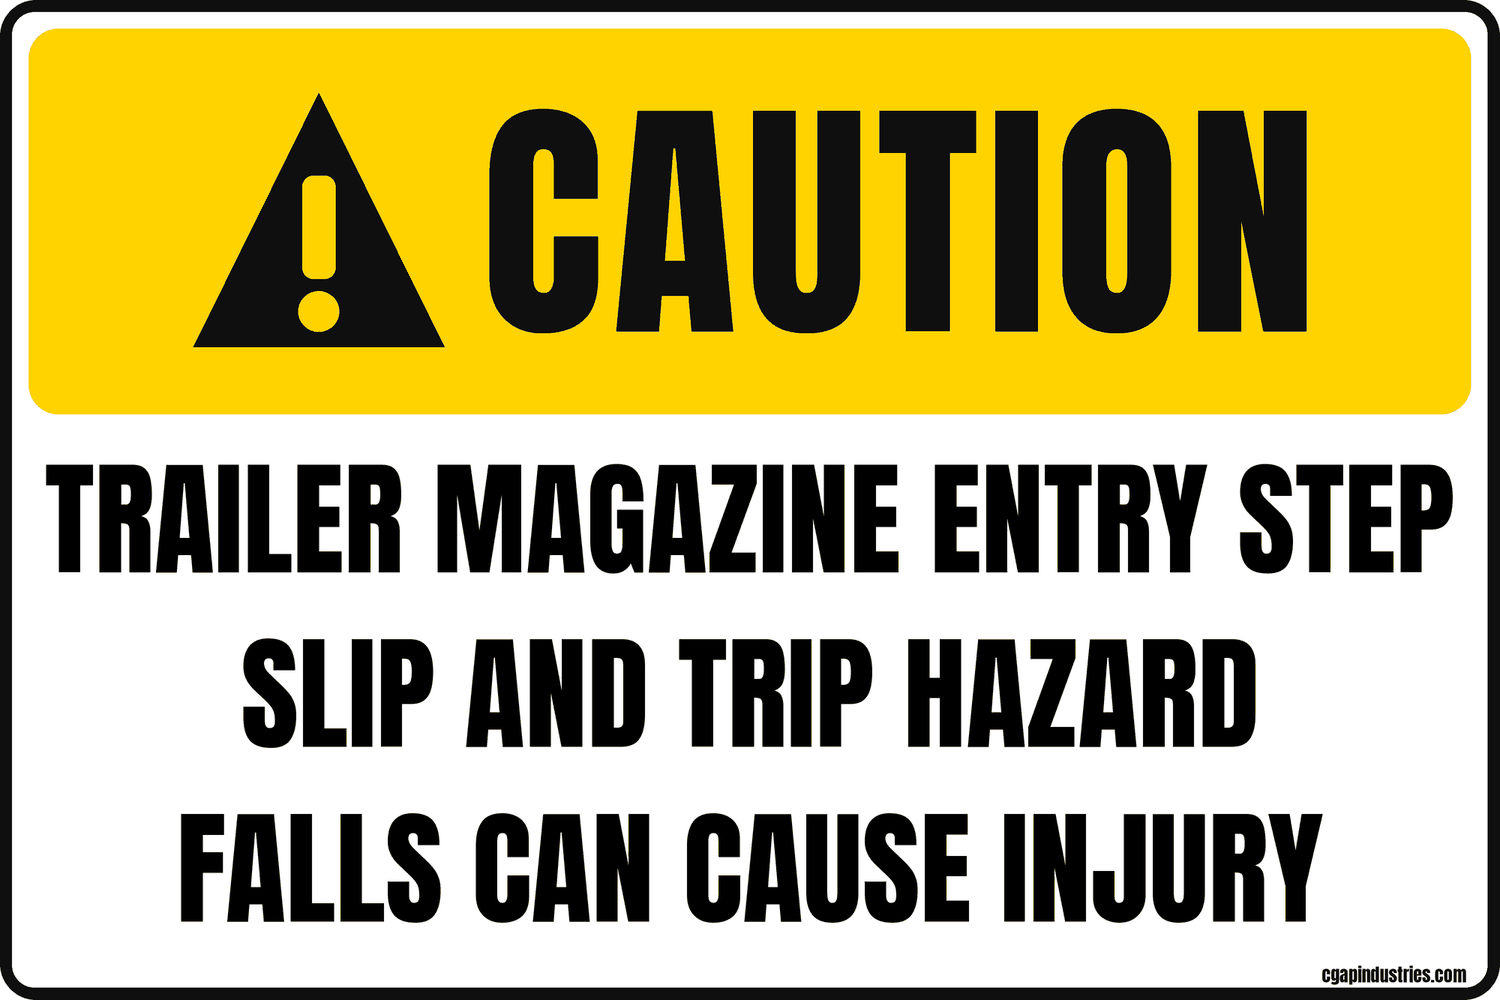 CAUTION
TRAILER MAGAZINE ENTRY STEP
SLIP AND TRIP HAZARD
FALLS CAN CAUSE INJURY
cgapindustries.com